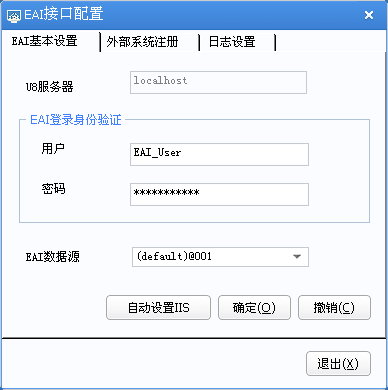 EAI接口配置
EAI基本设置 外部系统注册 日志设置
U8服务器 localhost
EAI登录身份验证
用户 EAI_User
密码 ***********
EAI数据源 (default)@001
自动设置IIS 确定(O) 撤销(C)
退出(X)